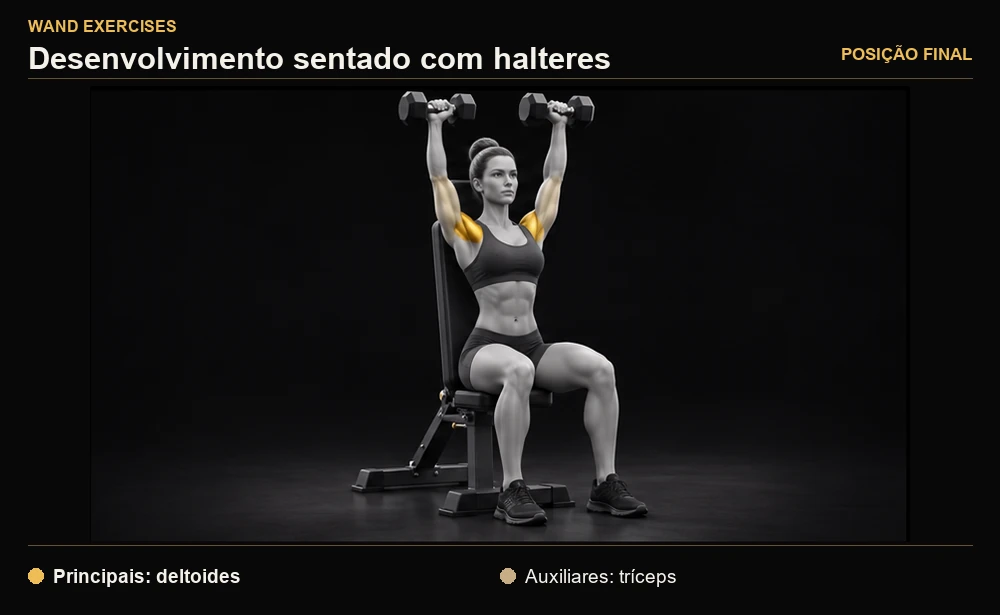 WAND EXERCISES
Desenvolvimento sentado com halteres
POSIÇÃO FINAL
Principais: deltoides
Auxiliares: tríceps